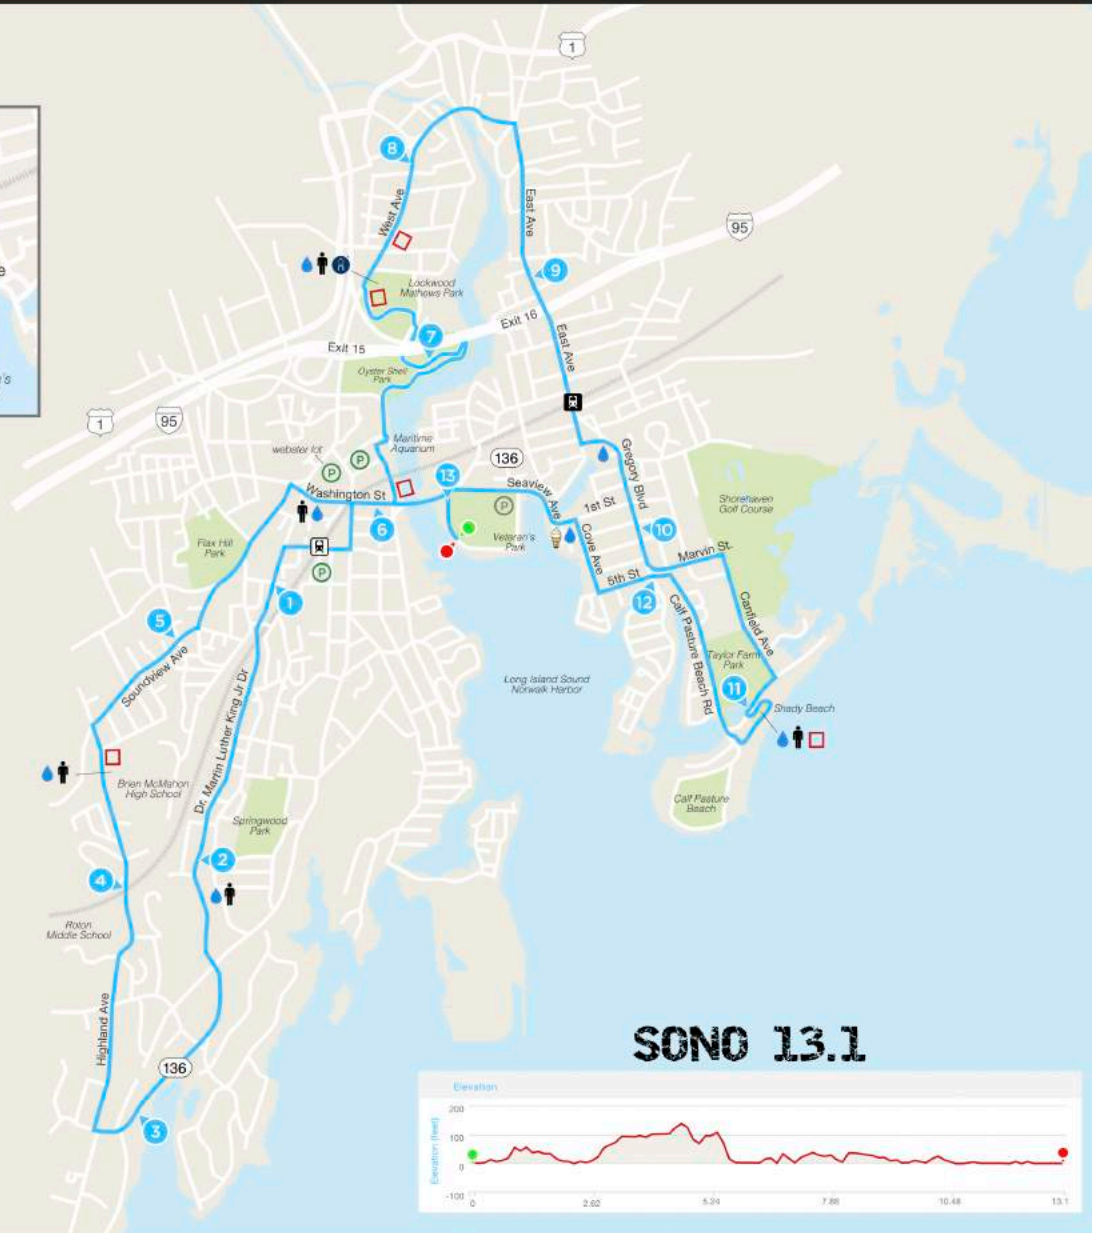 1
8
West Ave
East Ave
95
e
9
Lockwood
Mathews Park
7
Exit 16
Exit 15
East Ave
Oyster Shell
Park
's
1
95
Maritime
Aquarium
webster lot
P
P
136
13
Washington St
Seaview Ave
P
Gregory Blvd
Shorehaven
Golf Course
1st St
6
10
Flax Hill
Park
Veteran's
Park
Cove Ave
Marvin St.
P
5th St
1
12
5
Calf Pasture Beach Rd
Canfield Ave
Soundview Ave
Taylor Farm
Park
Dr. Martin Luther King Jr Dr
Long Island Sound
Norwalk Harbor
11
Shady Beach
Brien McMahon
High School
Calf Pasture
Beach
Springwood
Park
2
4
Roton
Middle School
Highland Ave
136
3
SONO 13.1
Elevation
Elevation (feet)
200
100
0
-100
0
2.62
5.24
7.86
10.48
13.1